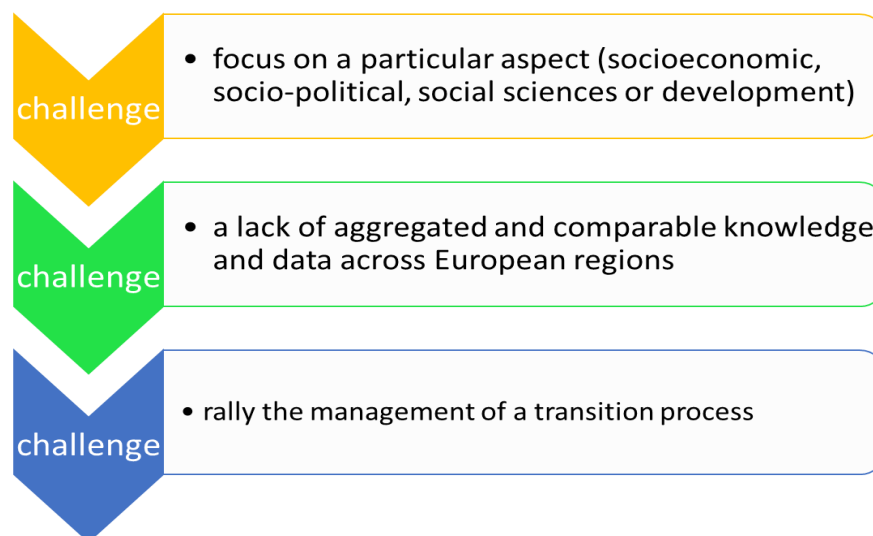 challenge
• focus on a particular aspect (socioeconomic,
socio-political, social sciences or development)
challenge
• a lack of aggregated and comparable knowledge
and data across European regions
challenge
• rally the management of a transition process